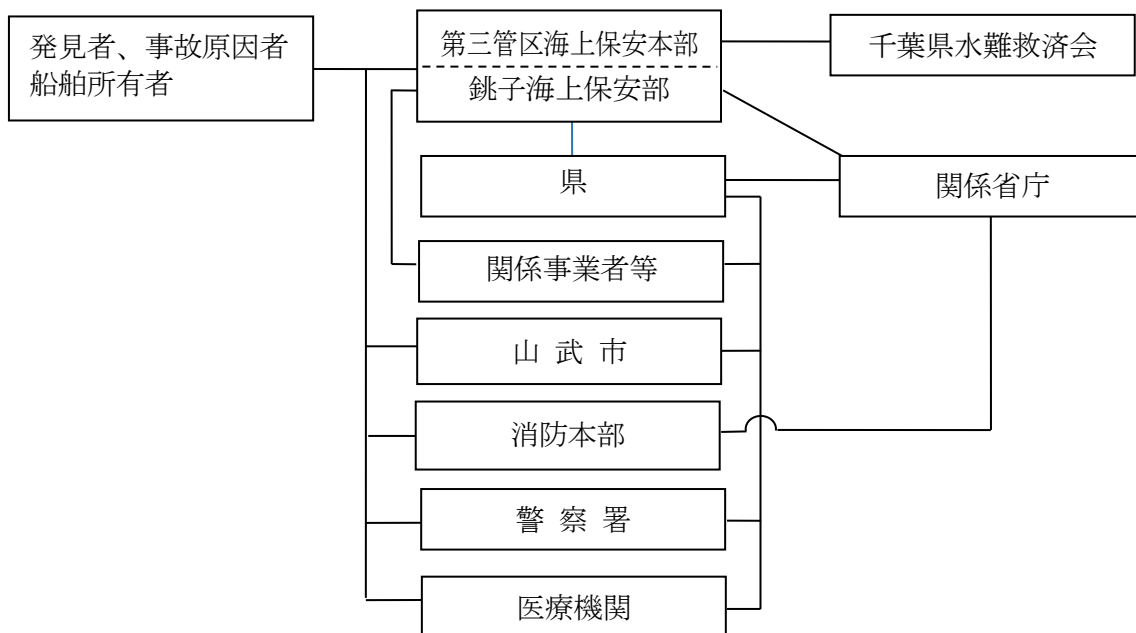 発見者、事故原因者
船舶所有者
第三管区海上保安本部
銚子海上保安部
千葉県水難救済会
県
関係省庁
関係事業者等
山 武 市
消防本部
警 察 署
医療機関